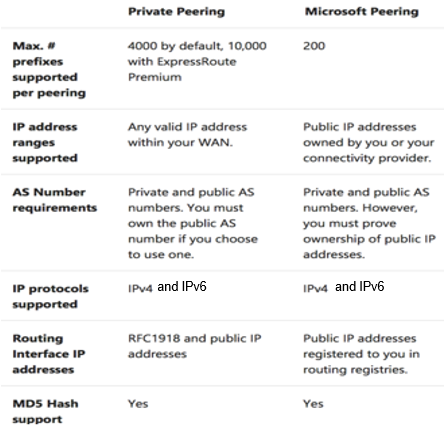 Private Peering Microsoft Peering
Max. # 4000 by default, 10,000 200
prefixes with ExpressRoute
supported Premium
per peering
IP address Any valid IP address Public IP addresses
ranges within your WAN. owned by you or your
supported connectivity provider.
AS Number Private and public AS Private and public AS
requirements numbers. You must numbers. However,
own the public AS you must prove
number if you choose ownership of public IP
to use one. addresses.
IP protocols IPv4 and IPv6 IPv4 and IPv6
supported
Routing RFC1918 and public IP Public IP addresses
Interface IP addresses registered to you in
addresses routing registries.
MD5 Hash Yes Yes
support